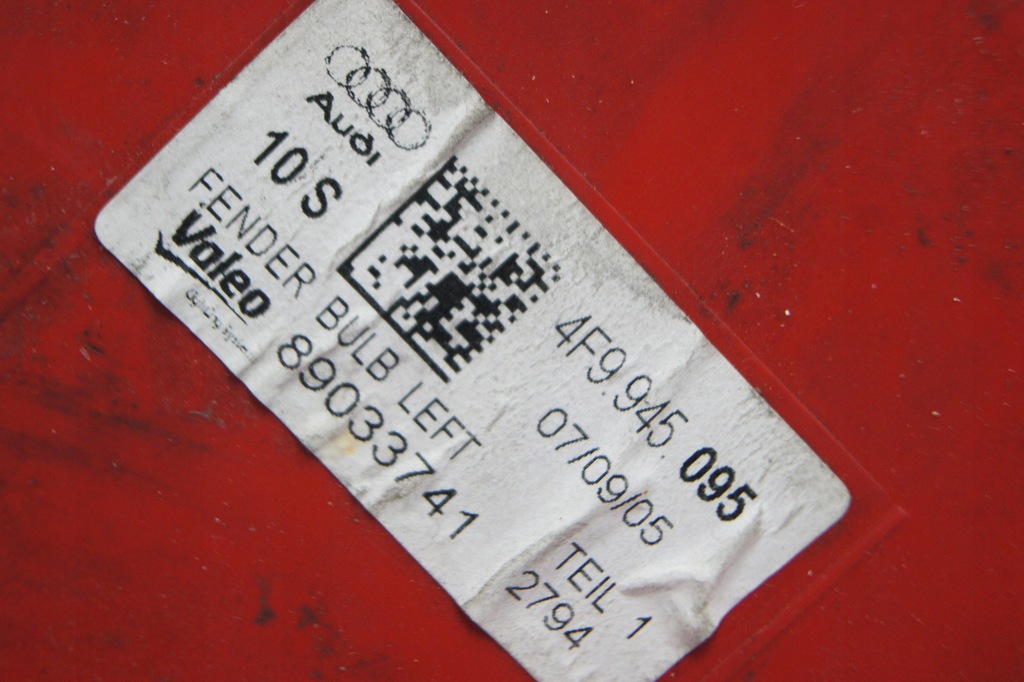 Audi
10 S
4F9.945.095
FENDER BULB LEFT
07/09/05
Valeo
89033741
TEIL 1
2794